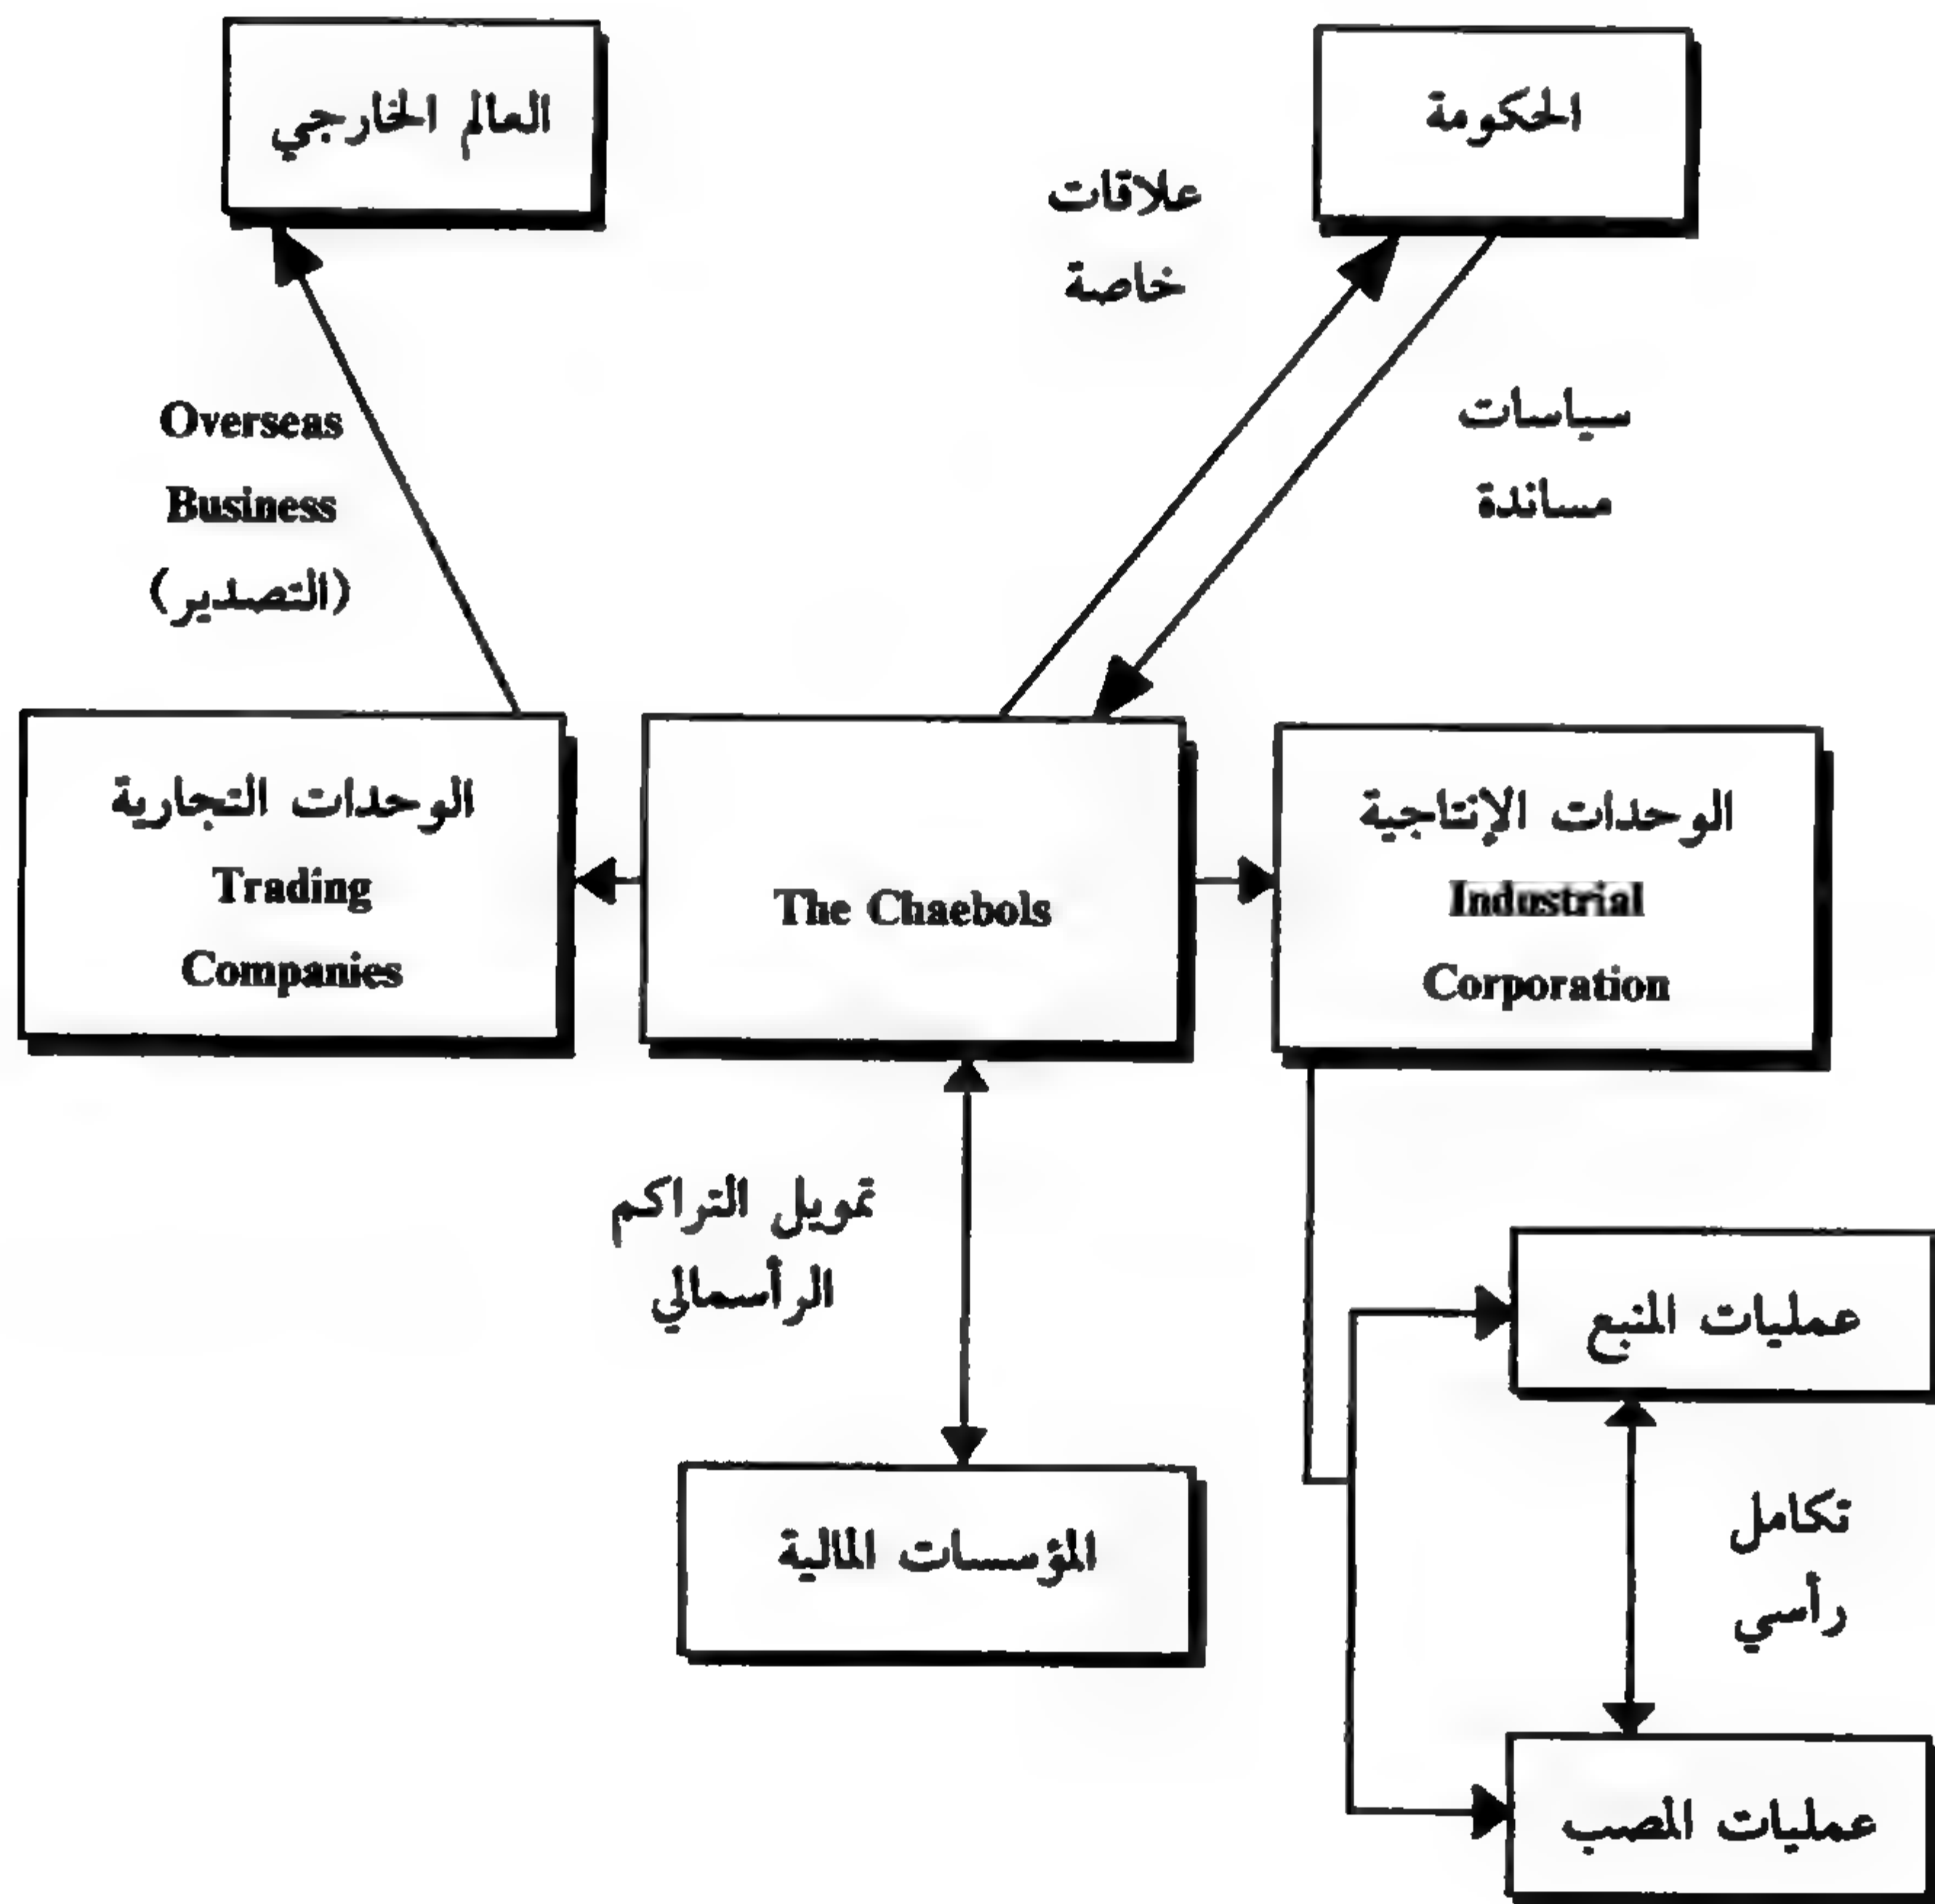 العالم الخارجي
الحكومة
علاقات
خاصة
Overseas
Business
(التصدير)
سياسات
مساندة
الوحدات التجارية
Trading
Companies
The Chaebols
الوحدات الإنتاجية
Industrial
Corporation
تمويل التراكم
الرأسمالي
المؤسسات المالية
عمليات المنبع
تكامل
رأسي
عمليات المصب